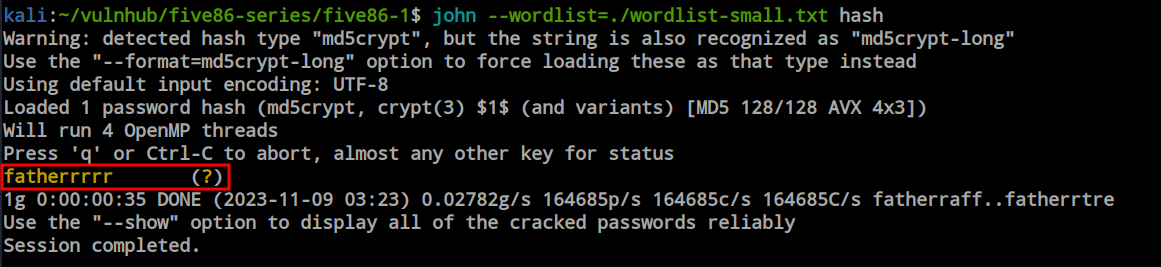 kali:~/vulnhub/five86-series/five86-1$ john --wordlist=./wordlist-small.txt hash
Warning: detected hash type "md5crypt", but the string is also recognized as "md5crypt-long"
Use the "--format=md5crypt-long" option to force loading these as that type instead
Using default input encoding: UTF-8
Loaded 1 password hash (md5crypt, crypt(3) $1$ (and variants) [MD5 128/128 AVX 4x3])
Will run 4 OpenMP threads
Press 'q' or Ctrl-C to abort, almost any other key for status
fatherrrrr       (?)
1g 0:00:00:35 DONE (2023-11-09 03:23) 0.02782g/s 164685p/s 164685c/s 164685C/s fatherraff..fatherrtre
Use the "--show" option to display all of the cracked passwords reliably
Session completed.